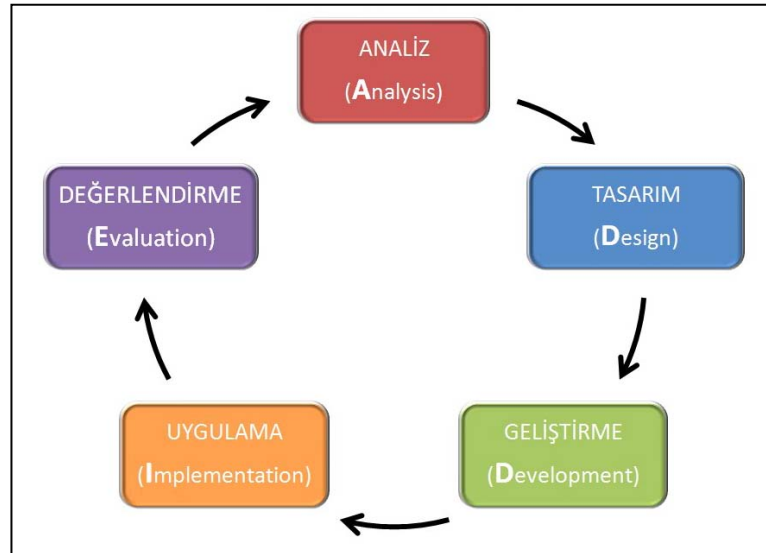 ANALİZ
(Analysis)
TASARIM
(Design)
GELİŞTİRME
(Development)
UYGULAMA
(Implementation)
DEĞERLENDİRME
(Evaluation)